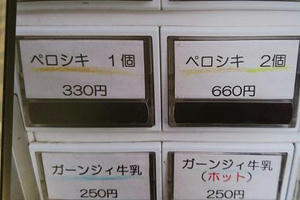 ペロシキ 1個
330円
ペロシキ 2個
660円
ガーンジィ牛乳
250円
ガーンジィ牛乳
(ホット)
250円